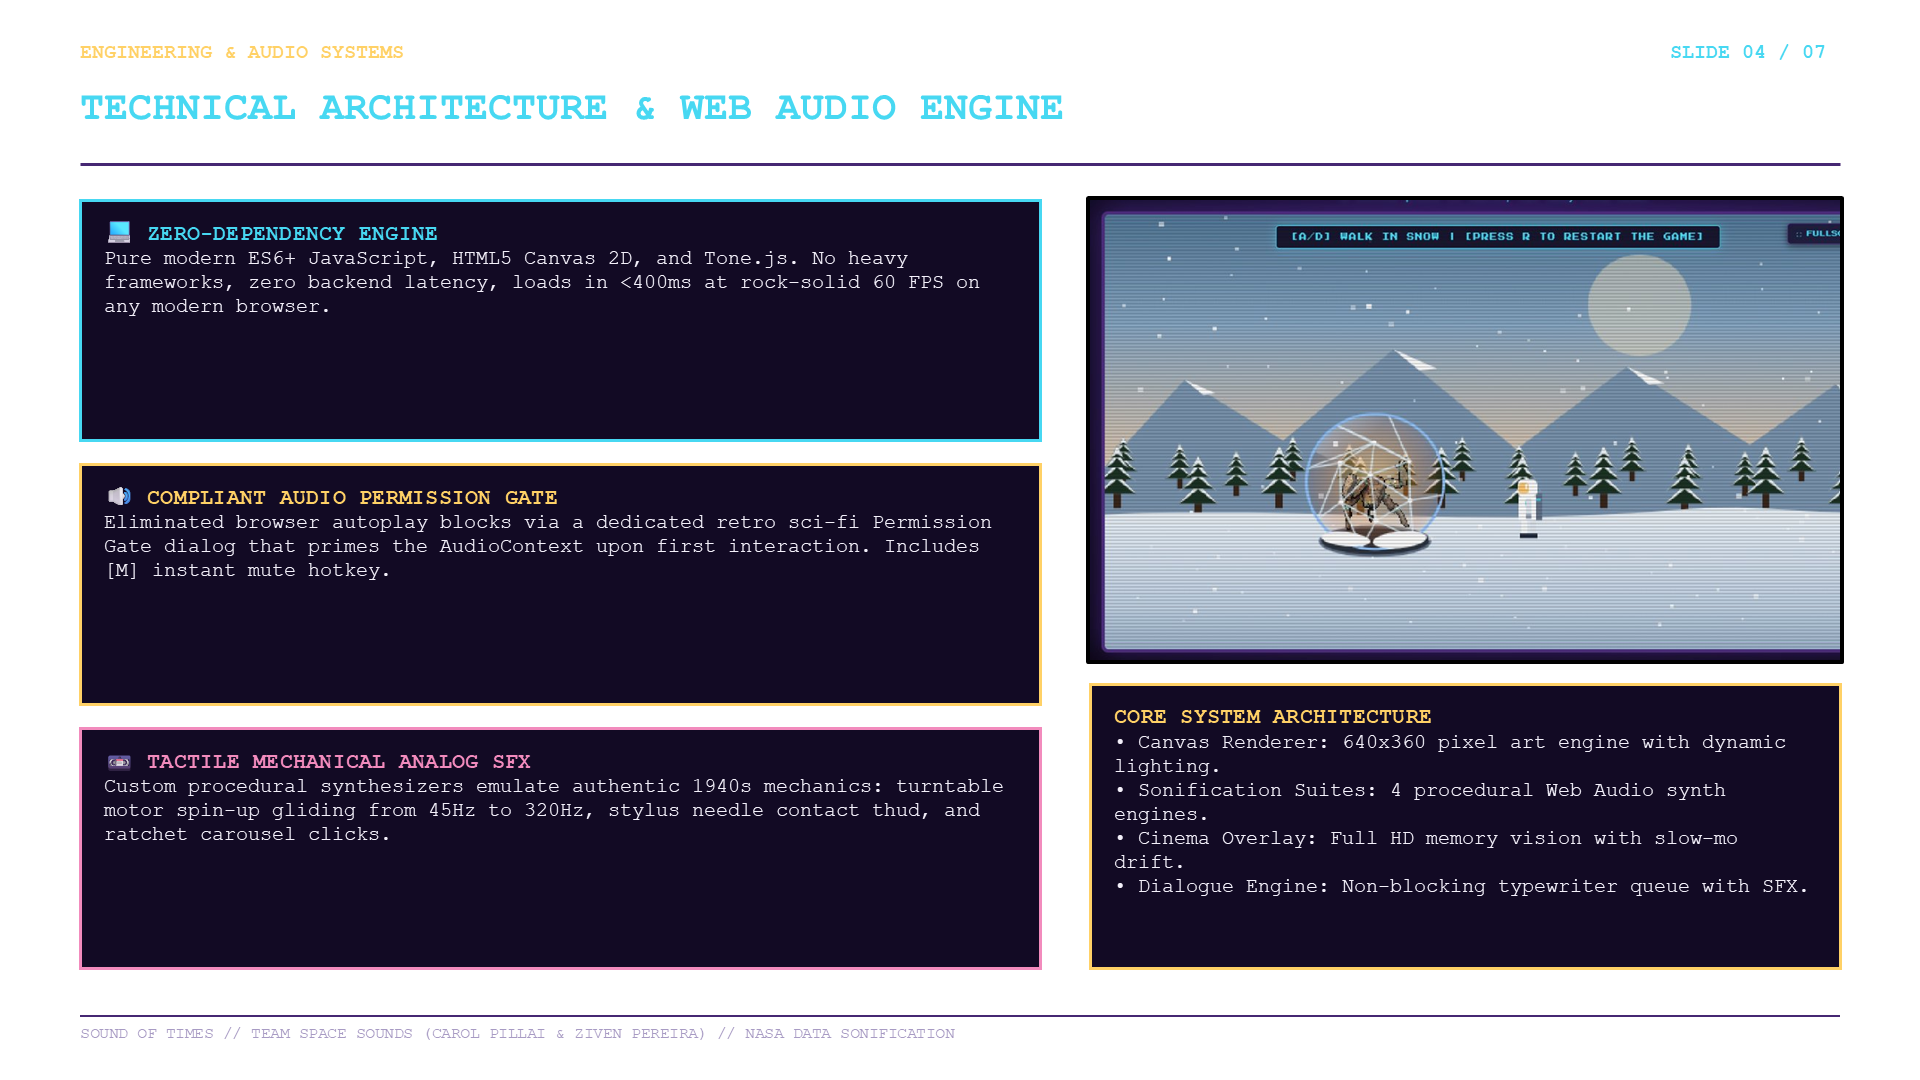 ENGINEERING & AUDIO SYSTEMS
SLIDE 04 / 07
TECHNICAL ARCHITECTURE & WEB AUDIO ENGINE
ZERO-DEPENDENCY ENGINE
Pure modern ES6+ JavaScript, HTML5 Canvas 2D, and Tone.js. No heavy
frameworks, zero backend latency, loads in <400ms at rock-solid 60 FPS on
any modern browser.
COMPLIANT AUDIO PERMISSION GATE
Eliminated browser autoplay blocks via a dedicated retro sci-fi Permission
Gate dialog that primes the AudioContext upon first interaction. Includes
[M] instant mute hotkey.
TACTILE MECHANICAL ANALOG SFX
Custom procedural synthesizers emulate authentic 1940s mechanics: turntable
motor spin-up gliding from 45Hz to 320Hz, stylus needle contact thud, and
ratchet carousel clicks.
[A/D] WALK IN SNOW | [PRESS R TO RESTART THE GAME]
CORE SYSTEM ARCHITECTURE
• Canvas Renderer: 640x360 pixel art engine with dynamic
lighting.
• Sonification Suites: 4 procedural Web Audio synth
engines.
• Cinema Overlay: Full HD memory vision with slow-mo
drift.
• Dialogue Engine: Non-blocking typewriter queue with SFX.
SOUND OF TIMES // TEAM SPACE SOUNDS (CAROL PILLAI & ZIVEN PEREIRA) // NASA DATA SONIFICATION